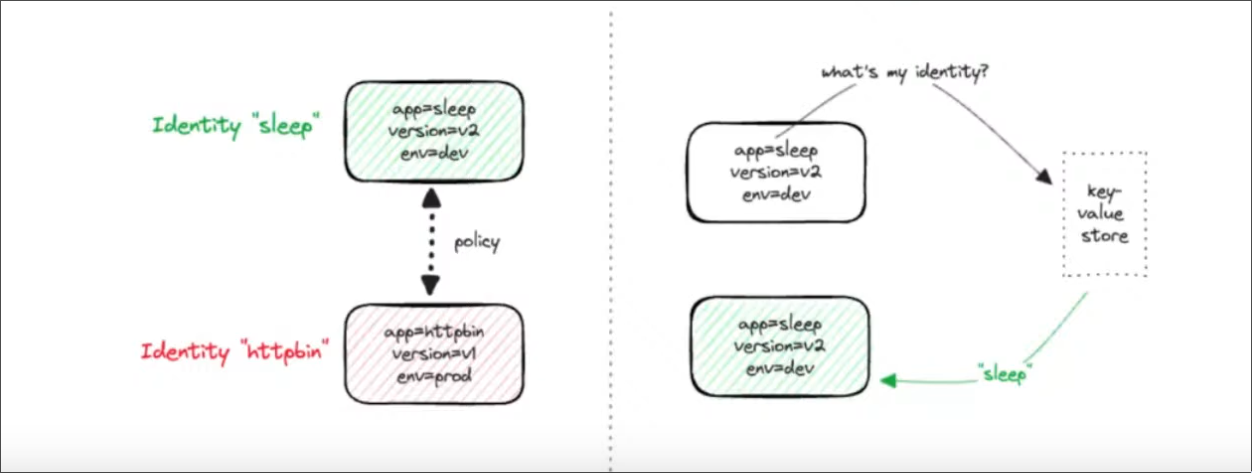 Identity "sleep"
app=sleep
version=v2
env=dev
policy
Identity "httpbin"
app=httpbin
version=v1
env=prod
what's my identity?
app=sleep
version=v2
env=dev
key-
value
store
app=sleep
version=v2
env=dev
"sleep"